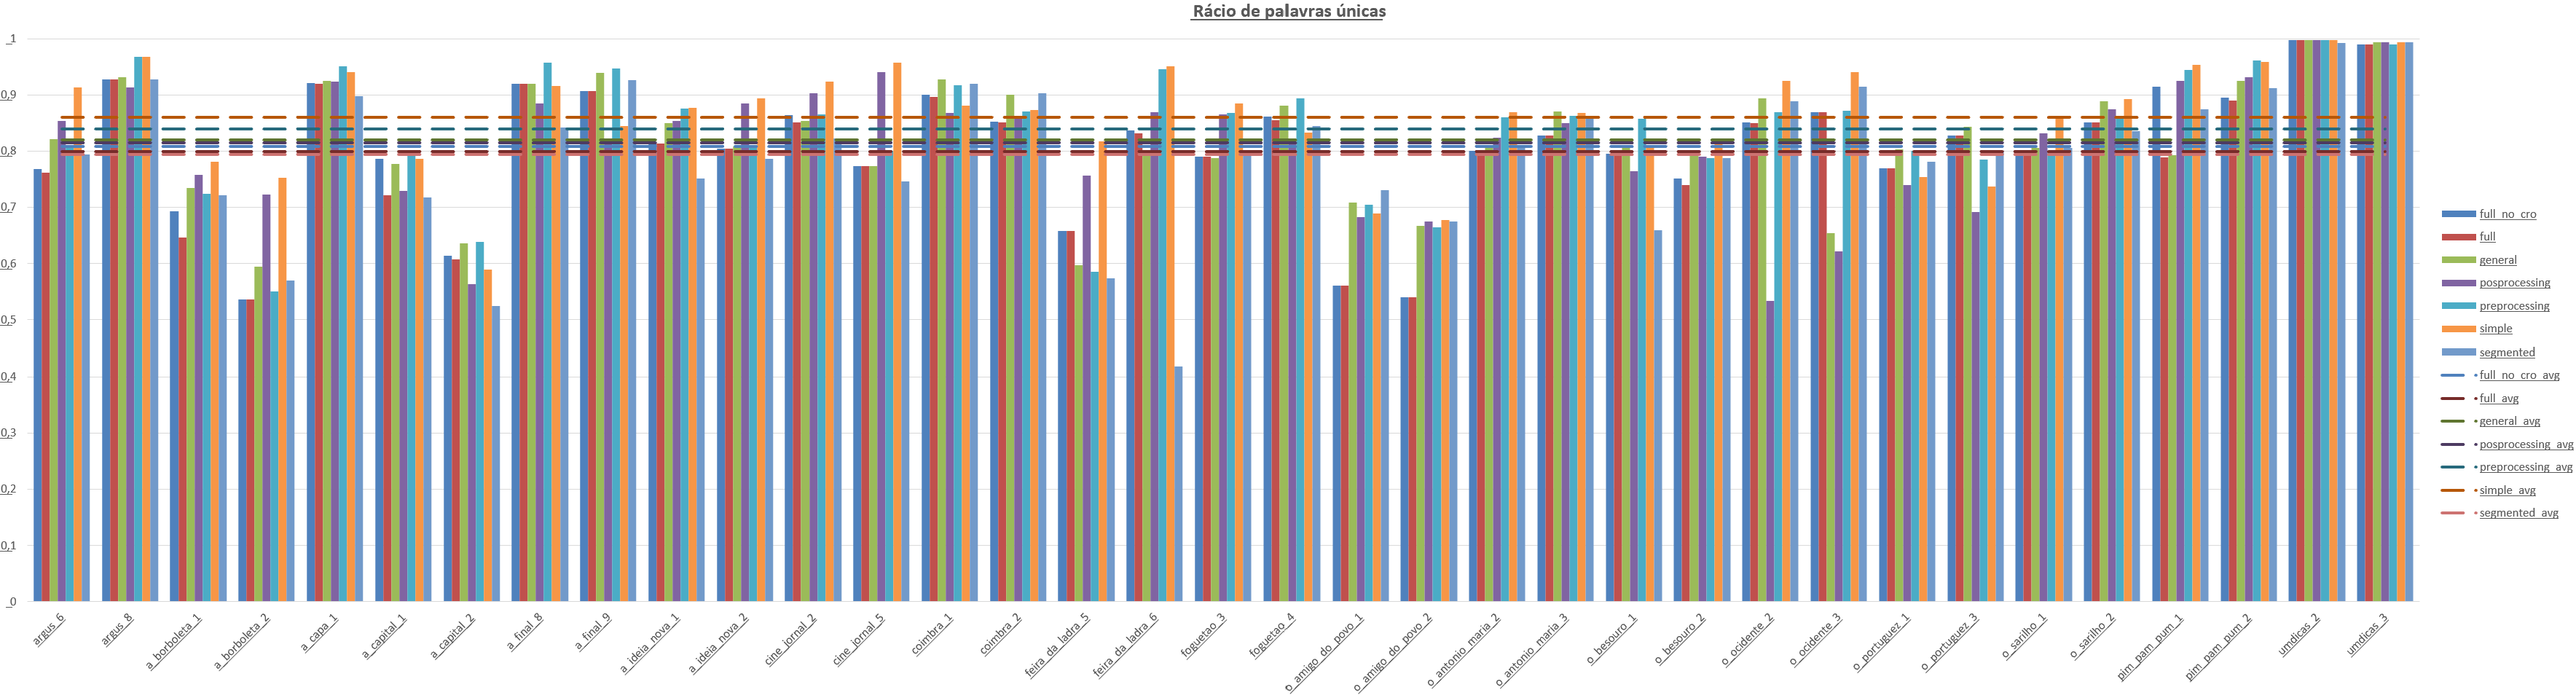 Rácio de palavras únicas
_1
0,9
0,8
0,7
0,6
0,5
0,4
0,3
0,2
0,1
_0
argus_6
argus_8
a_borboleta_1
a_borboleta_2
a_capa_1
a_capital_1
a_capital_2
a_final_8
a_final_9
a_ideia_nova_1
a_ideia_nova_2
cine_jornal_2
cine_jornal_5
coimbra_1
coimbra_2
feira_da_ladra_5
feira_da_ladra_6
foguetao_3
foguetao_4
o_amigo_do_povo_1
o_amigo_do_povo_2
o_antonio_maria_2
o_antonio_maria_3
o_besouro_1
o_besouro_2
o_ocidente_2
o_ocidente_3
o_portuguez_1
o_portuguez_3
o_sarilho_1
o_sarilho_2
pim_pam_pum_1
pim_pam_pum_2
umdicas_2
umdicas_3
full_no_cro
full
general
posprocessing
preprocessing
simple
segmented
full_no_cro_avg
full_avg
general_avg
posprocessing_avg
preprocessing_avg
simple_avg
segmented_avg